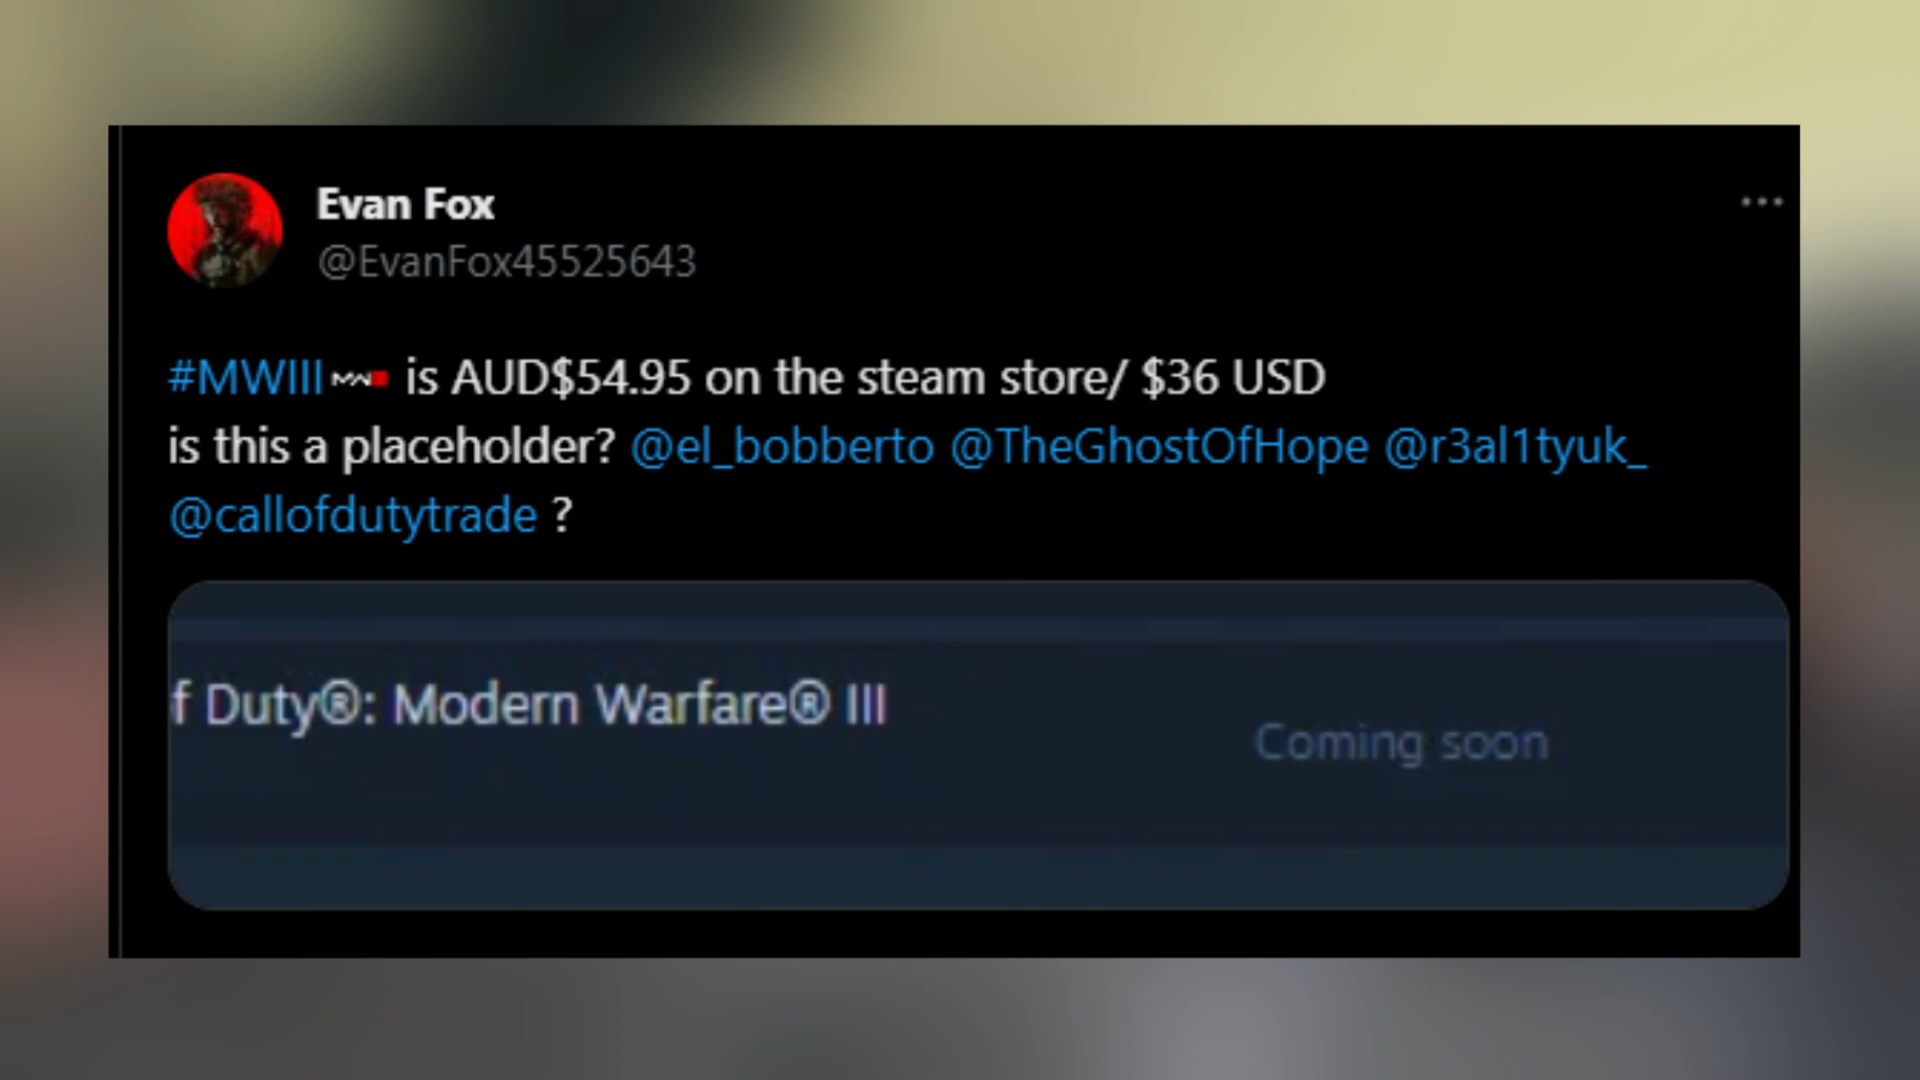 Evan Fox
@EvanFox45525643
#MWIII is AUD$54.95 on the steam store/ $36 USD
is this a placeholder? @el_bobberto @TheGhostOfHope @r3al1tyuk_
@callofdutytrade ?
f Duty®: Modern Warfare® III
Coming soon